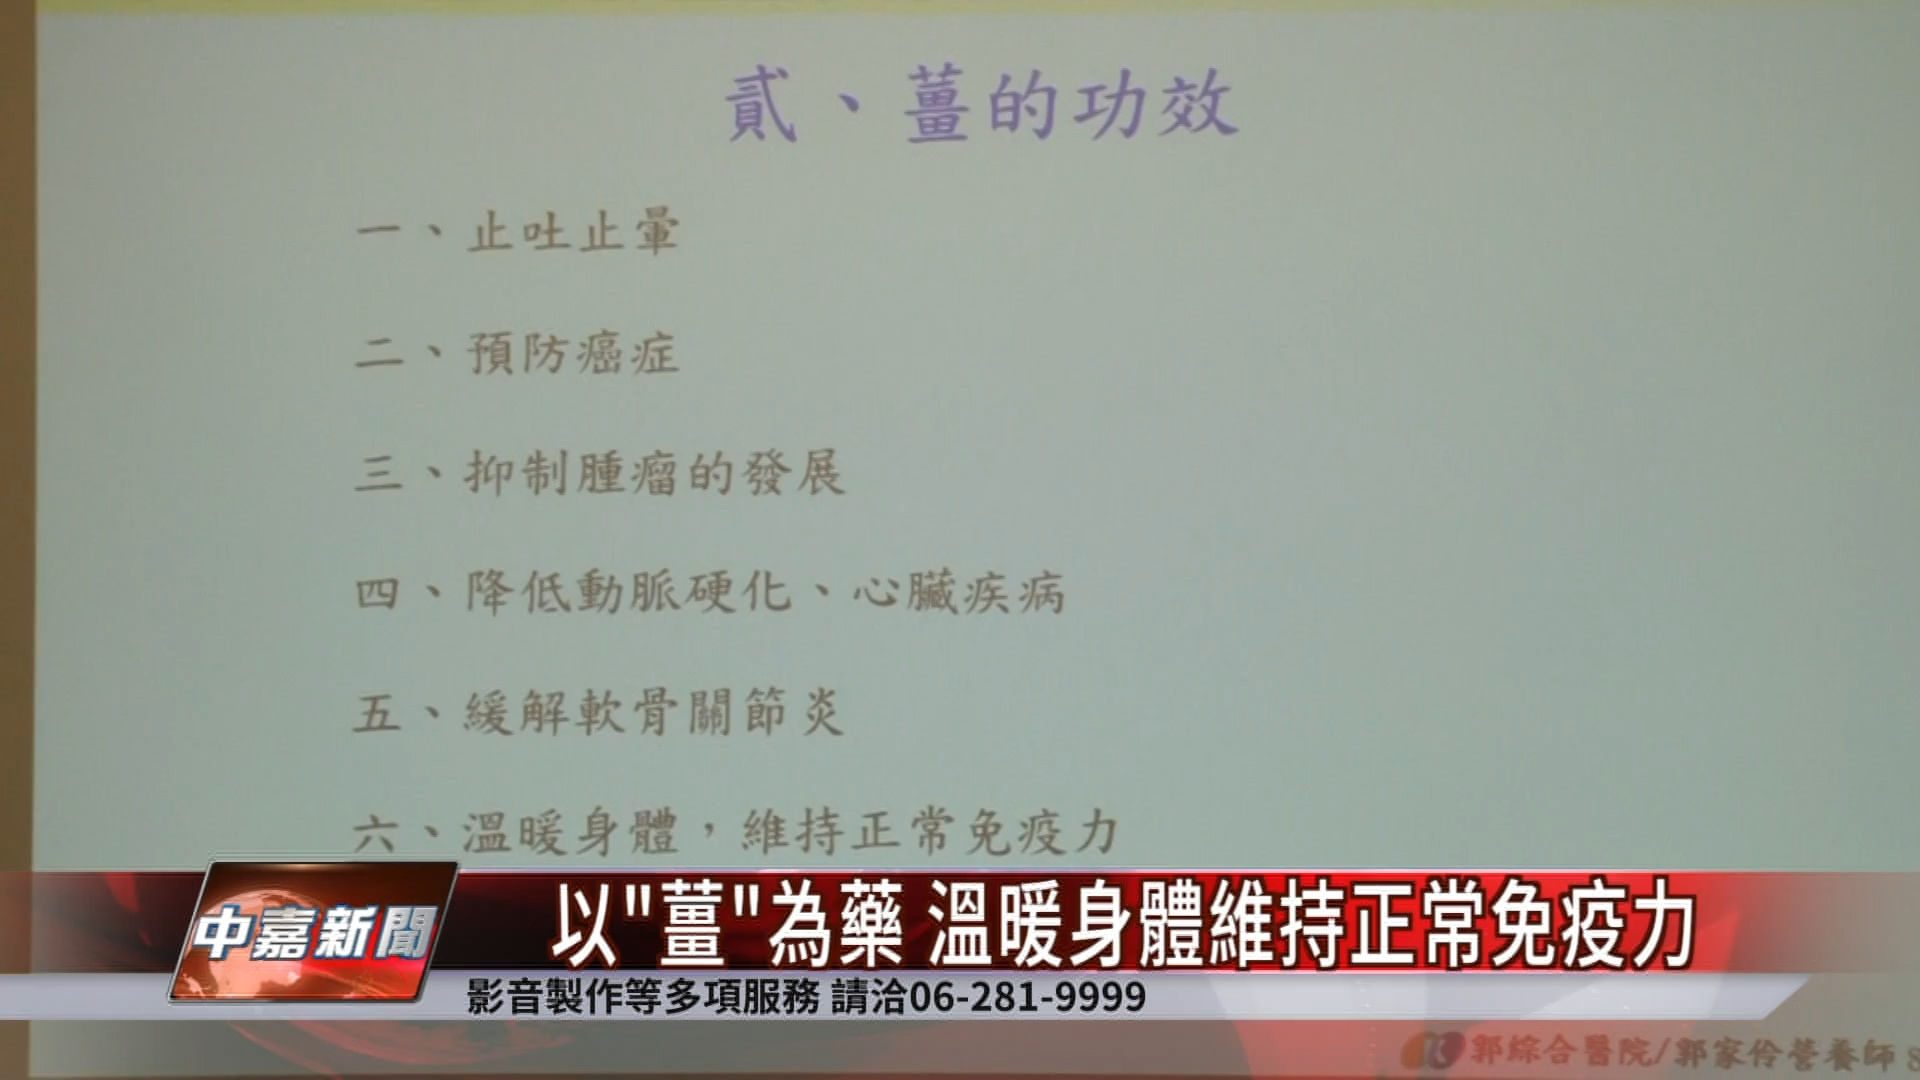 貳、薑的功效
一、止吐止暈
二、預防癌症
三、抑制腫瘤的發展
四、降低動脈硬化、心臟疾病
五、緩解軟骨關節炎
六、溫暖身體，維持正常免疫力
中嘉新聞
以"薑"為藥 溫暖身體維持正常免疫力
影音製作等多項服務 請洽06-281-9999
郭綜合醫院/郭家伶營養師 8